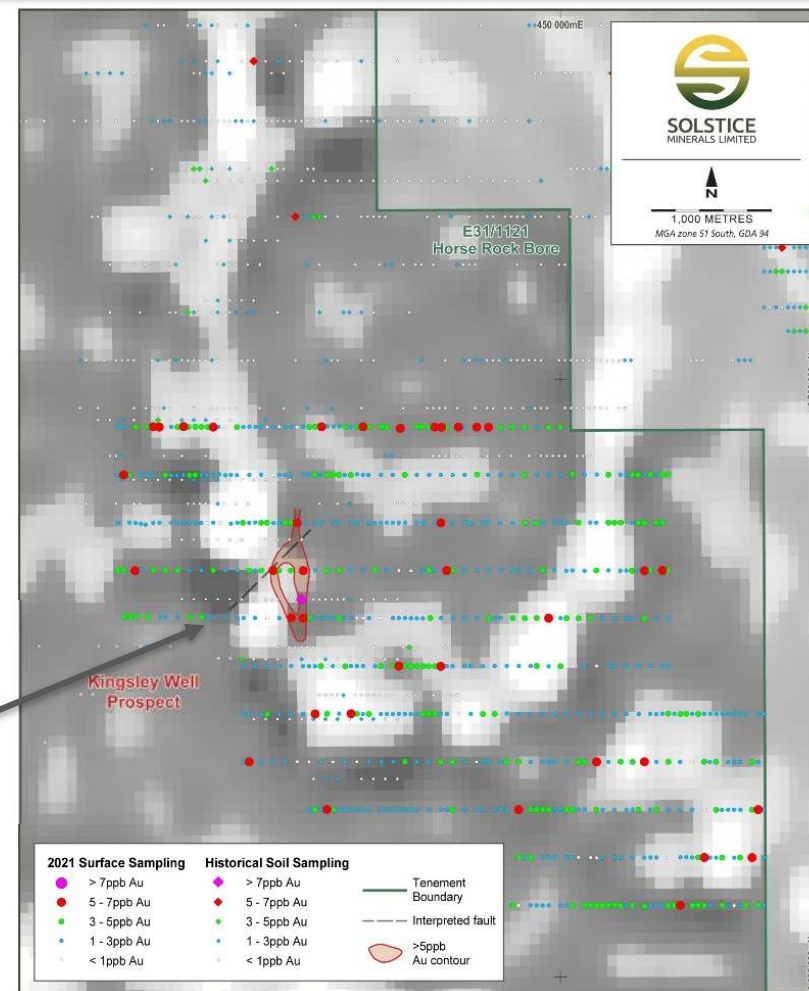 450 000mE
SOLSTICE
MINERALS LIMITED
N
1,000 METRES
MGA zone 51 South, GDA 94
E31/1121
Horse Rock Bore
Kingsley Well
Prospect
2021 Surface Sampling
> 7ppb Au
5 - 7ppb Au
3 - 5ppb Au
1 - 3ppb Au
< 1ppb Au
Historical Soil Sampling
> 7ppb Au
5 - 7ppb Au
3 - 5ppb Au
1 - 3ppb Au
< 1ppb Au
Tenement
Boundary
Interpreted fault
>5ppb
Au contour